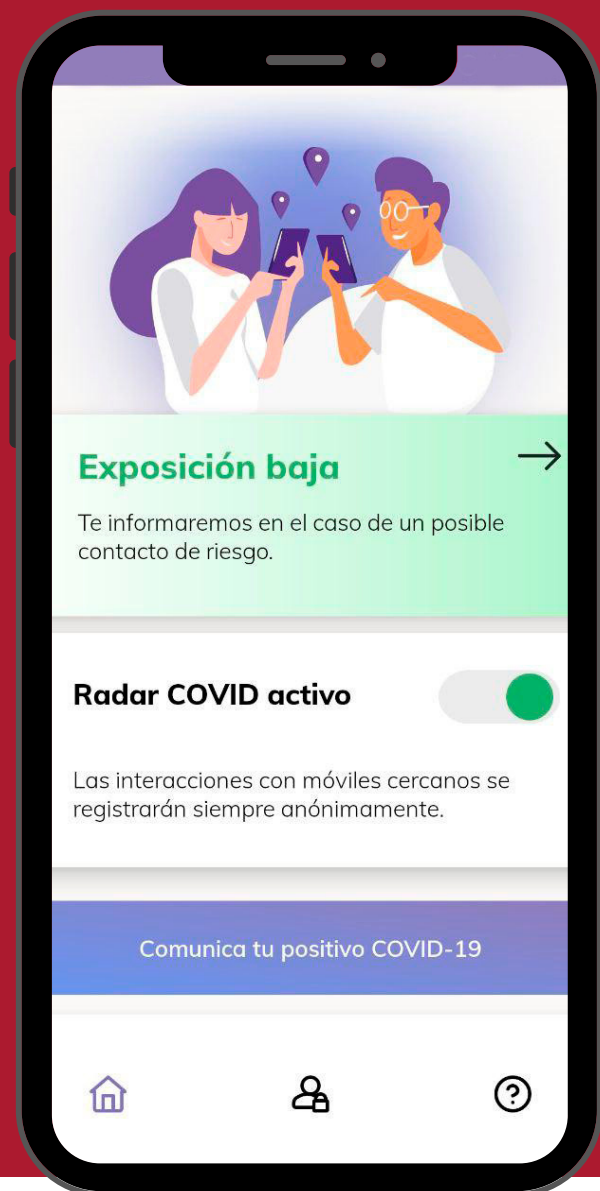 Exposición baja
Te informaremos en el caso de un posible
contacto de riesgo.
Radar COVID activo
Las interacciones con móviles cercanos se
registrarán siempre anónimamente.
Comunica tu positivo COVID-19
?